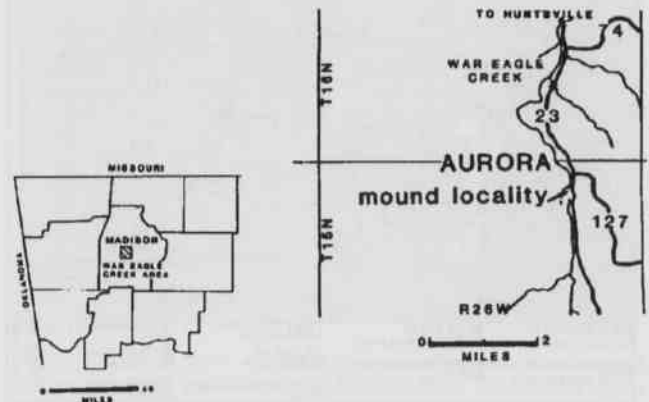 MISSOURI
OKLAHOMA
MADISON
WAR EAGLE
CREEK AREA
0
MILES
TO HUNTSVILLE
4
WAR EAGLE
CREEK
T16N
23
AURORA
mound locality
127
T15N
R26W
0 2
MILES